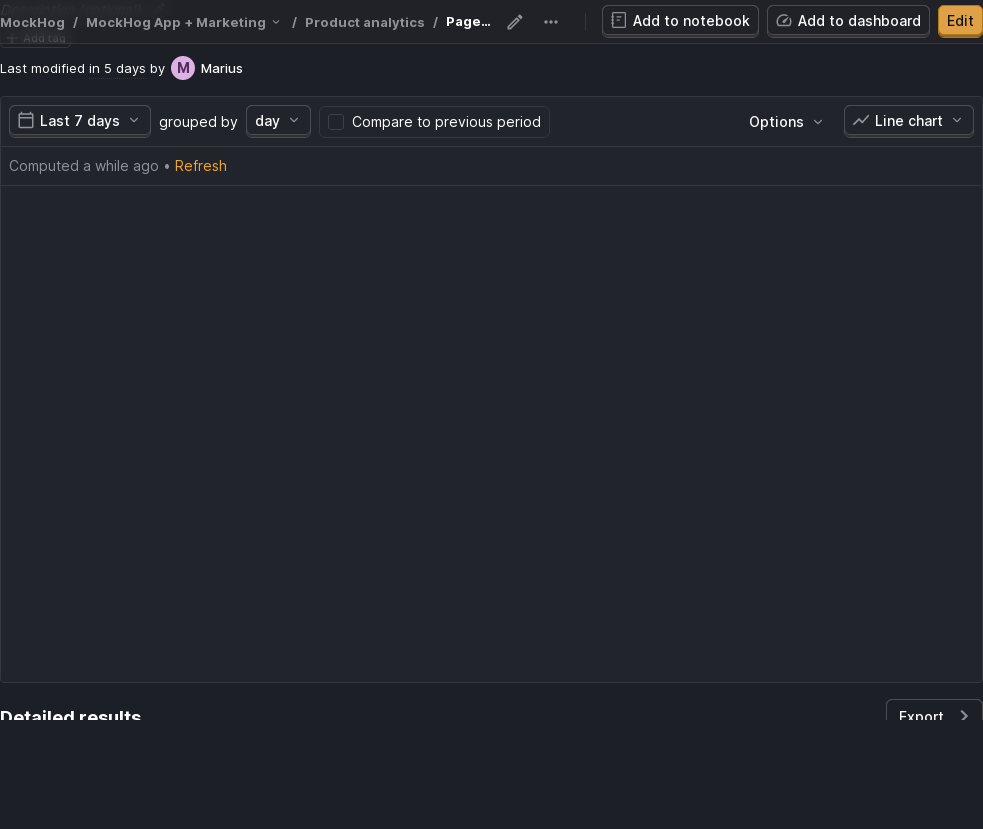 MockHog / MockHog App + Marketing / Product analytics / Page... Add to notebook Add to dashboard Edit
Add tag
Last modified in 5 days by M Marius
Last 7 days grouped by day Compare to previous period Options Line chart
Computed a while ago • Refresh
Detailed results Export